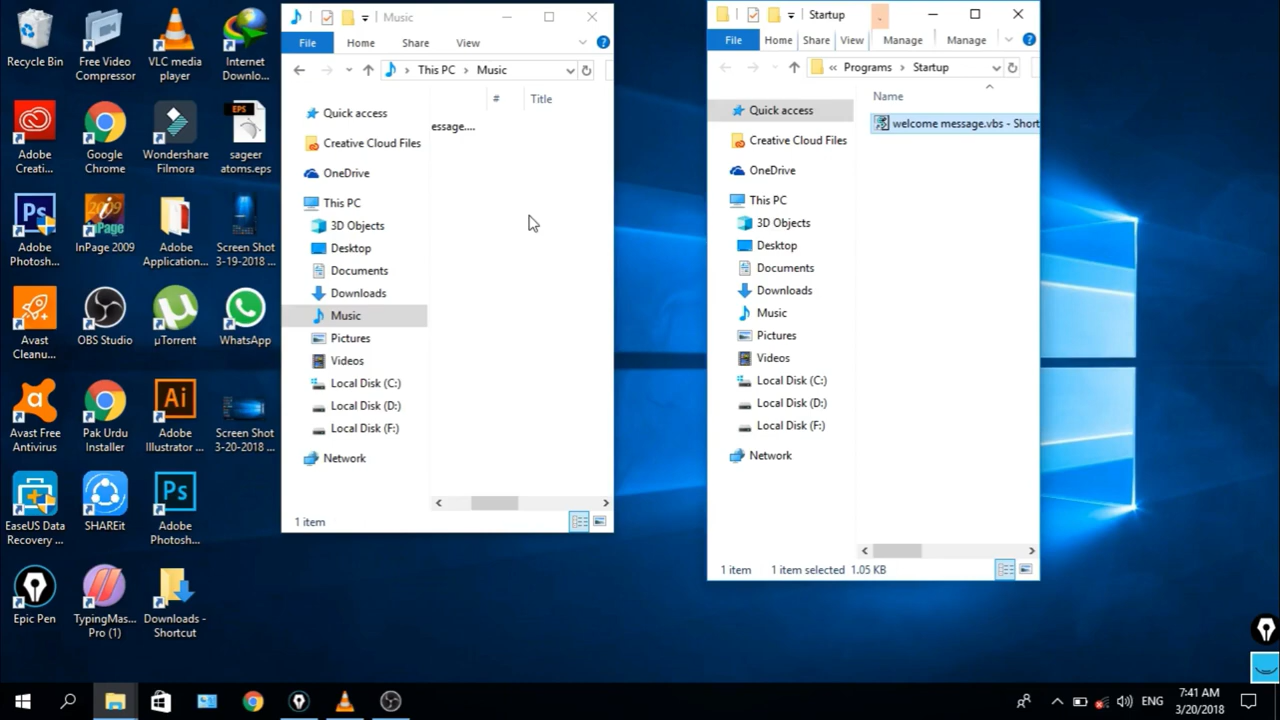 Recycle Bin
Free Video
Compressor
VLC media
player
Internet
Downlo...
Adobe
Creati...
Google
Chrome
Wondershare
Filmora
EPS
sageer
atoms.eps
Adobe
Photosh...
2009
InPage 2009
Adobe
Application...
Screen Shot
3-19-2018 ...
Avast
Cleanu...
OBS Studio
µTorrent
WhatsApp
Avast Free
Antivirus
Pak Urdu
Installer
Adobe
Illustrator ...
Screen Shot
3-20-2018 ...
EaseUS Data
Recovery ...
SHAREit
Adobe
Photosh...
Epic Pen
TypingMas...
Pro (1)
Downloads -
Shortcut
Music
File Home Share View
This PC > Music
# Title
essage....
Quick access
Creative Cloud Files
OneDrive
This PC
3D Objects
Desktop
Documents
Downloads
Music
Pictures
Videos
Local Disk (C:)
Local Disk (D:)
Local Disk (F:)
Network
1 item
Startup
File Home Share View Manage Manage
« Programs > Startup
Name
welcome message.vbs - Short
Quick access
Creative Cloud Files
OneDrive
This PC
3D Objects
Desktop
Documents
Downloads
Music
Pictures
Videos
Local Disk (C:)
Local Disk (D:)
Local Disk (F:)
Network
1 item 1 item selected 1.05 KB
ENG
7:41 AM
3/20/2018